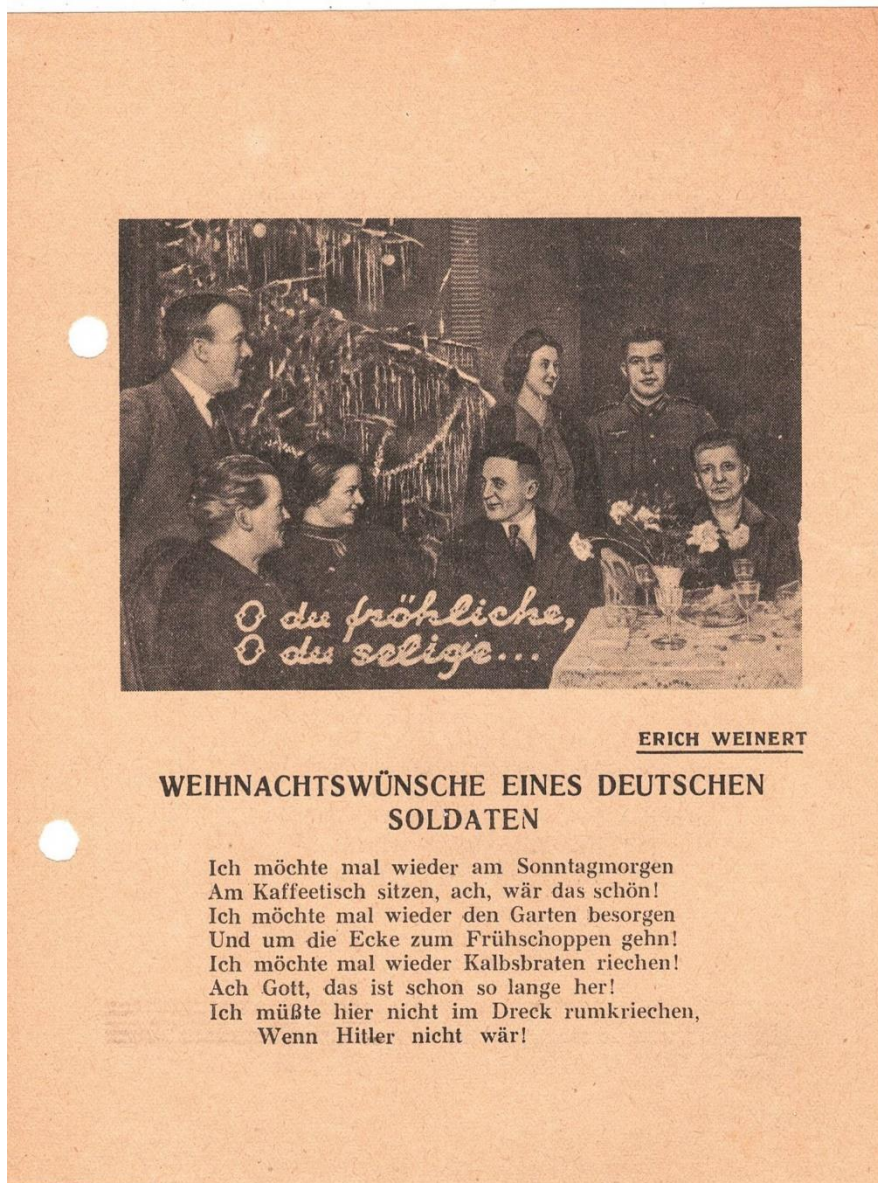 O du fröhliche,
O du selige...
ERICH WEINERT
WEIHNACHTSWÜNSCHE EINES DEUTSCHEN
SOLDATEN
Ich möchte mal wieder am Sonntagmorgen
Am Kaffeetisch sitzen, ach, wär das schön!
Ich möchte mal wieder den Garten besorgen
Und um die Ecke zum Frühschoppen gehn!
Ich möchte mal wieder Kalbsbraten riechen!
Ach Gott, das ist schon so lange her!
Ich müßte hier nicht im Dreck rumkriechen,
Wenn Hitler nicht wär!